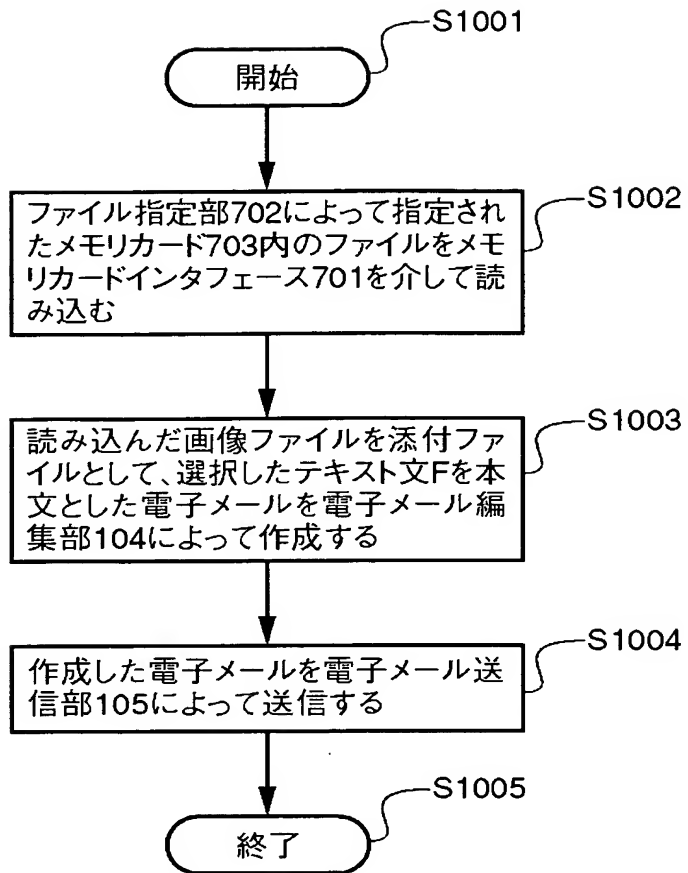 S1001
開始
S1002
ファイル指定部702によって指定され
たメモリカード703内のファイルをメモ
リカードインタフェース701を介して読
み込む
S1003
読み込んだ画像ファイルを添付ファ
イルとして、選択したテキスト文Fを本
文とした電子メールを電子メール編
集部104によって作成する
S1004
作成した電子メールを電子メール送
信部105によって送信する
S1005
終了